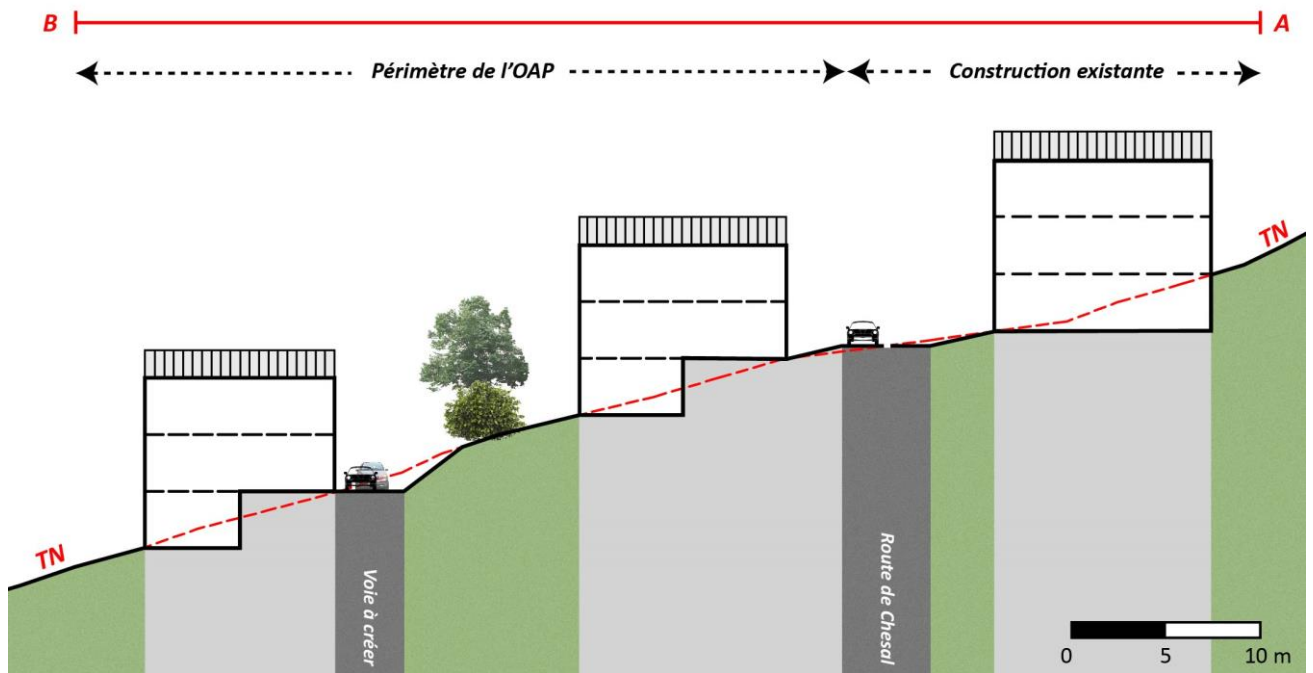 B
A
Périmètre de l'OAP
Construction existante
TN
TN
Voie à créer
Route de Chesal
0 5 10 m